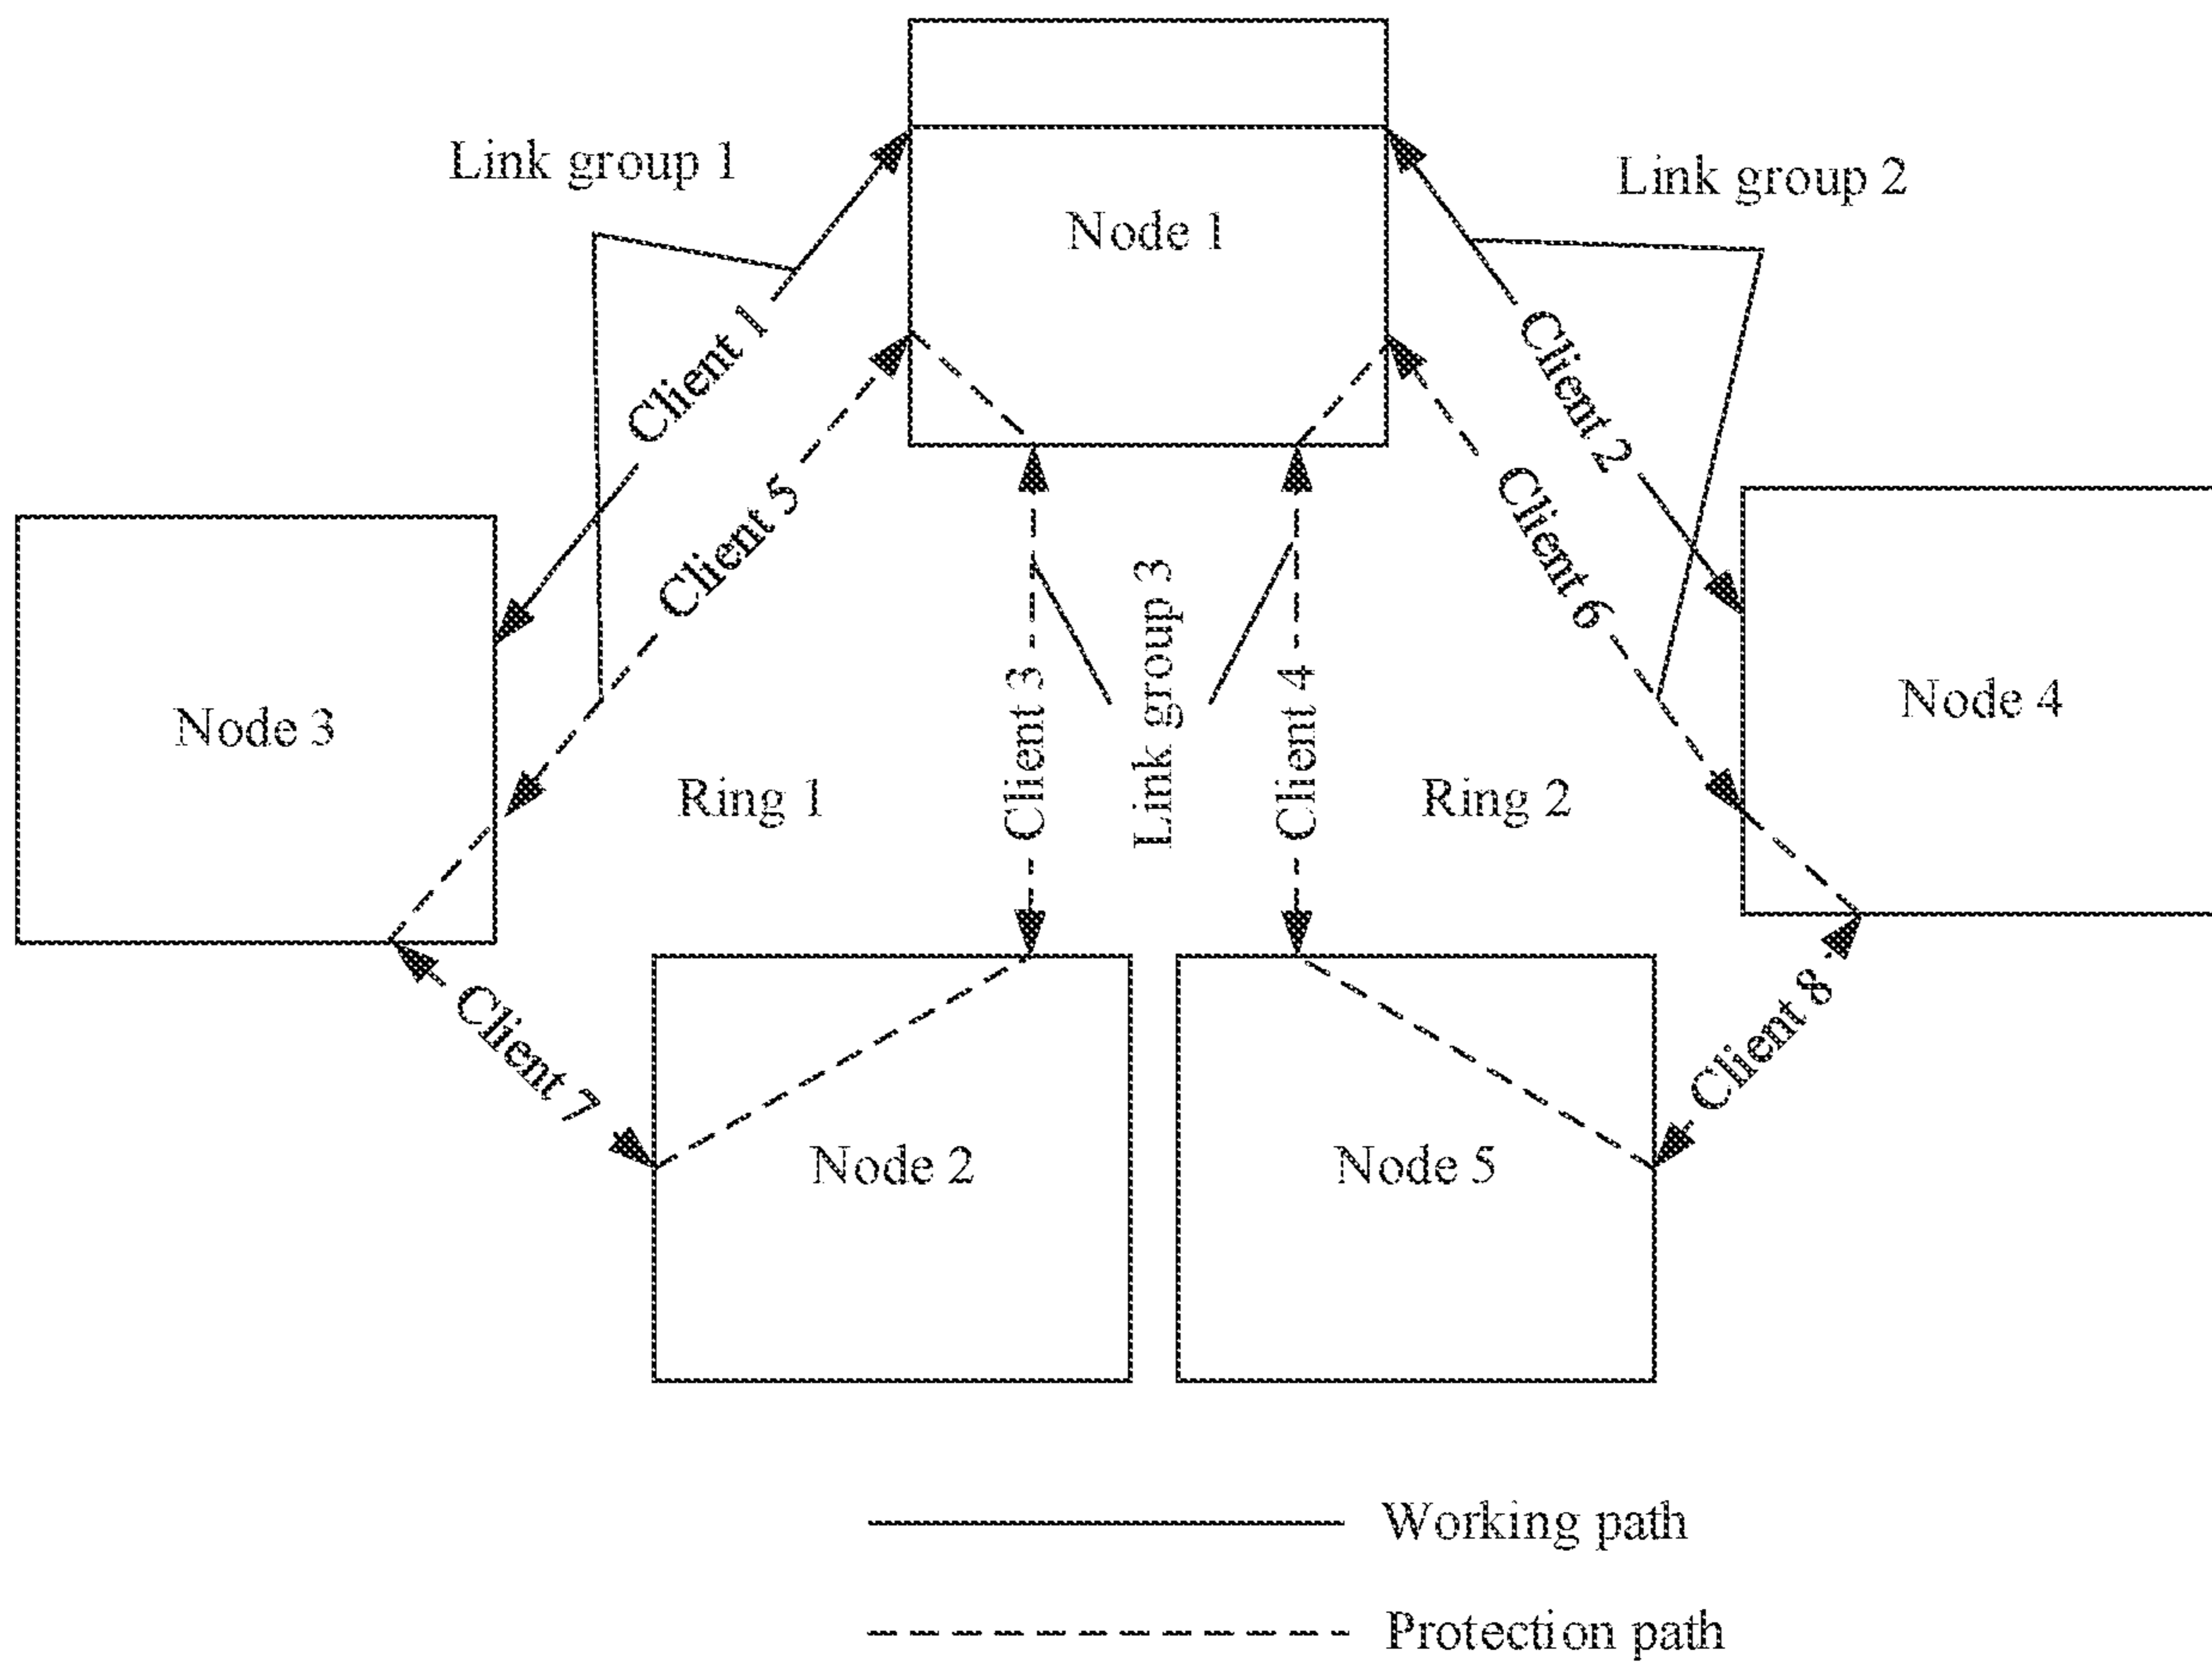 Link group 1
Link group 2
Node 1
Client 1
Client 2
Client 5
Client 6
Node 3
Node 4
Client 3
Link group 3
Client 4
Ring 1
Ring 2
Client 7
Client 8
Node 2
Node 5
Working path
Protection path